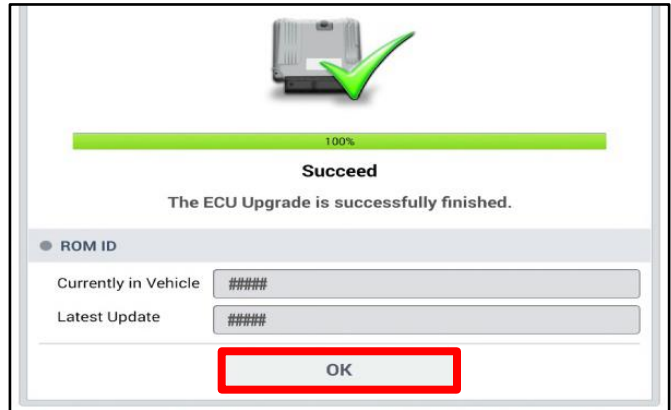 100%
Succeed
The ECU Upgrade is successfully finished.
ROM ID
Currently in Vehicle #####
Latest Update #####
OK